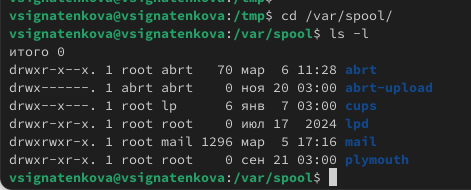 vsignatenkova@vsignatenkova:/tmp$
vsignatenkova@vsignatenkova:/tmp$ cd /var/spool/
vsignatenkova@vsignatenkova:/var/spool$ ls -l
итого 0
drwxr-x--x. 1 root abrt   70 мар  6 11:28 abrt
drwx------. 1 abrt abrt    0 ноя 20 03:00 abrt-upload
drwx--x---. 1 root lp      6 янв  7 03:00 cups
drwxr-xr-x. 1 root root    0 июл 17  2024 lpd
drwxrwxr-x. 1 root mail 1296 мар  5 17:16 mail
drwxr-xr-x. 1 root root    0 сен 21 03:00 plymouth
vsignatenkova@vsignatenkova:/var/spool$